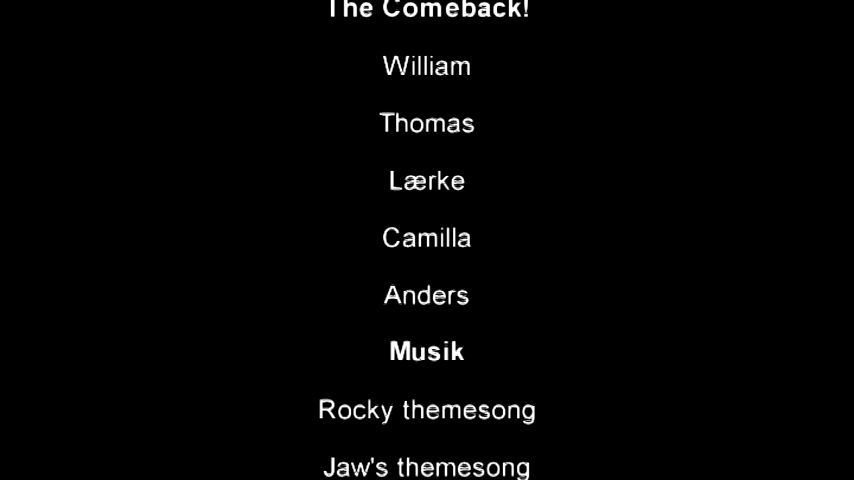 The Comeback!
William
Thomas
Lærke
Camilla
Anders
Musik
Rocky themesong
Jaw's themesong